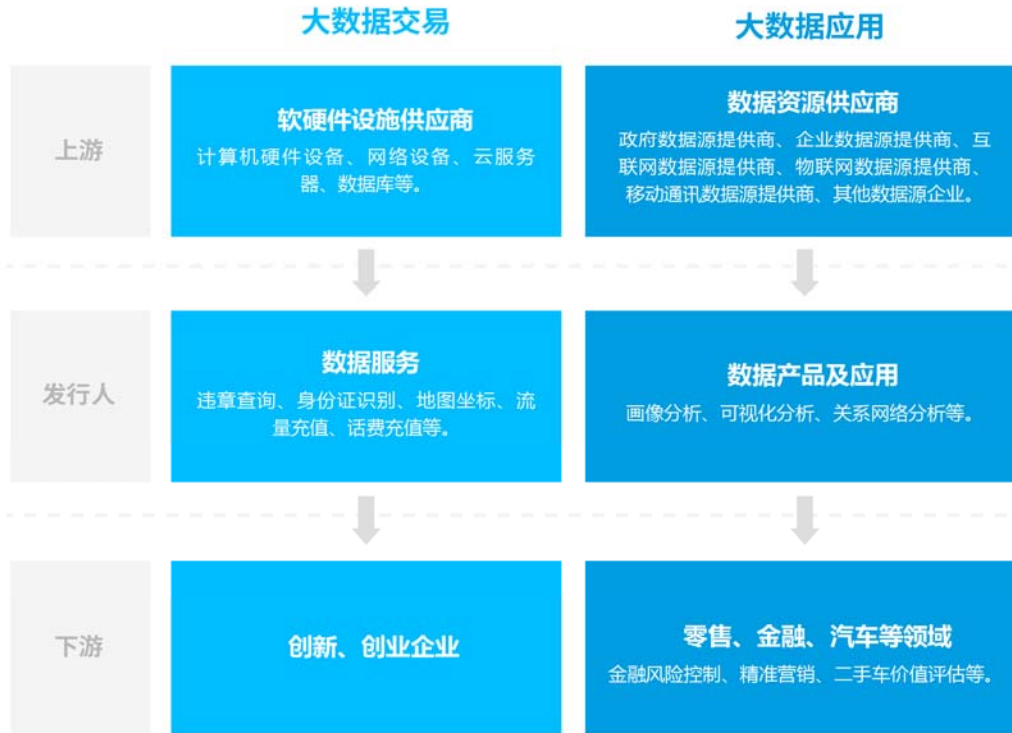 大数据交易
大数据应用
上游
软硬件设施供应商
计算机硬件设备、网络设备、云服务
器、数据库等。
数据资源供应商
政府数据源提供商、企业数据源提供商、互
联网数据源提供商、物联网数据源提供商、
移动通讯数据源提供商、其他数据源企业。
发行人
数据服务
违章查询、身份证识别、地图坐标、流
量充值、话费充值等。
数据产品及应用
画像分析、可视化分析、关系网络分析等。
下游
创新、创业企业
零售、金融、汽车等领域
金融风险控制、精准营销、二手车价值评估等。